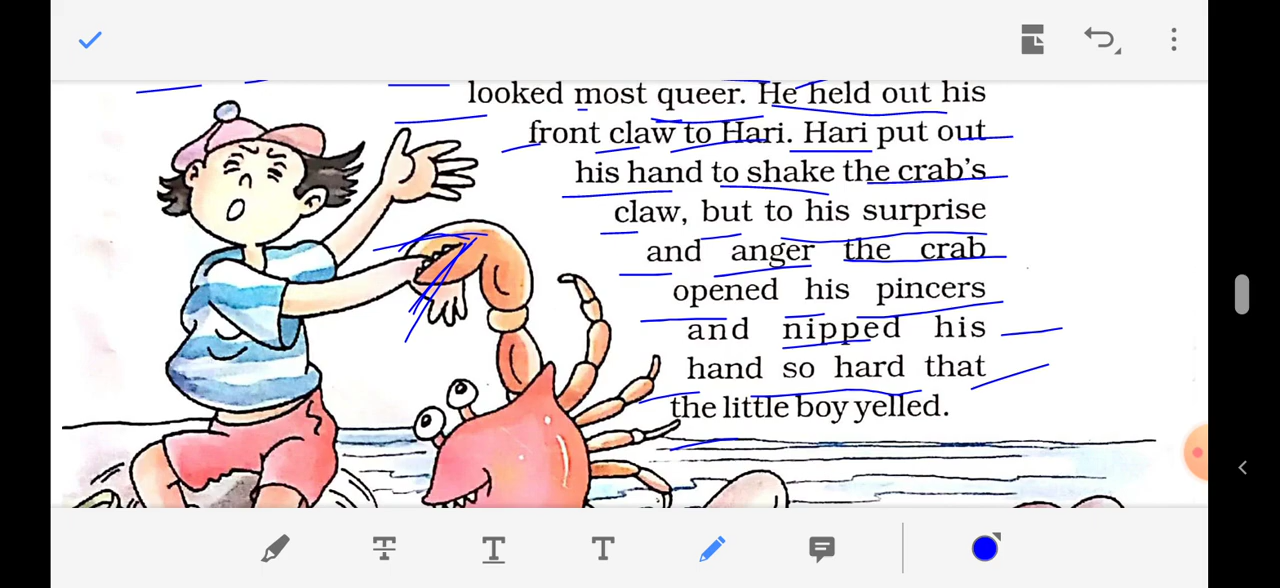 looked most queer. He held out his
front claw to Hari. Hari put out
his hand to shake the crab's
claw, but to his surprise
and anger the crab
opened his pincers
and nipped his
hand so hard that
the little boy yelled.